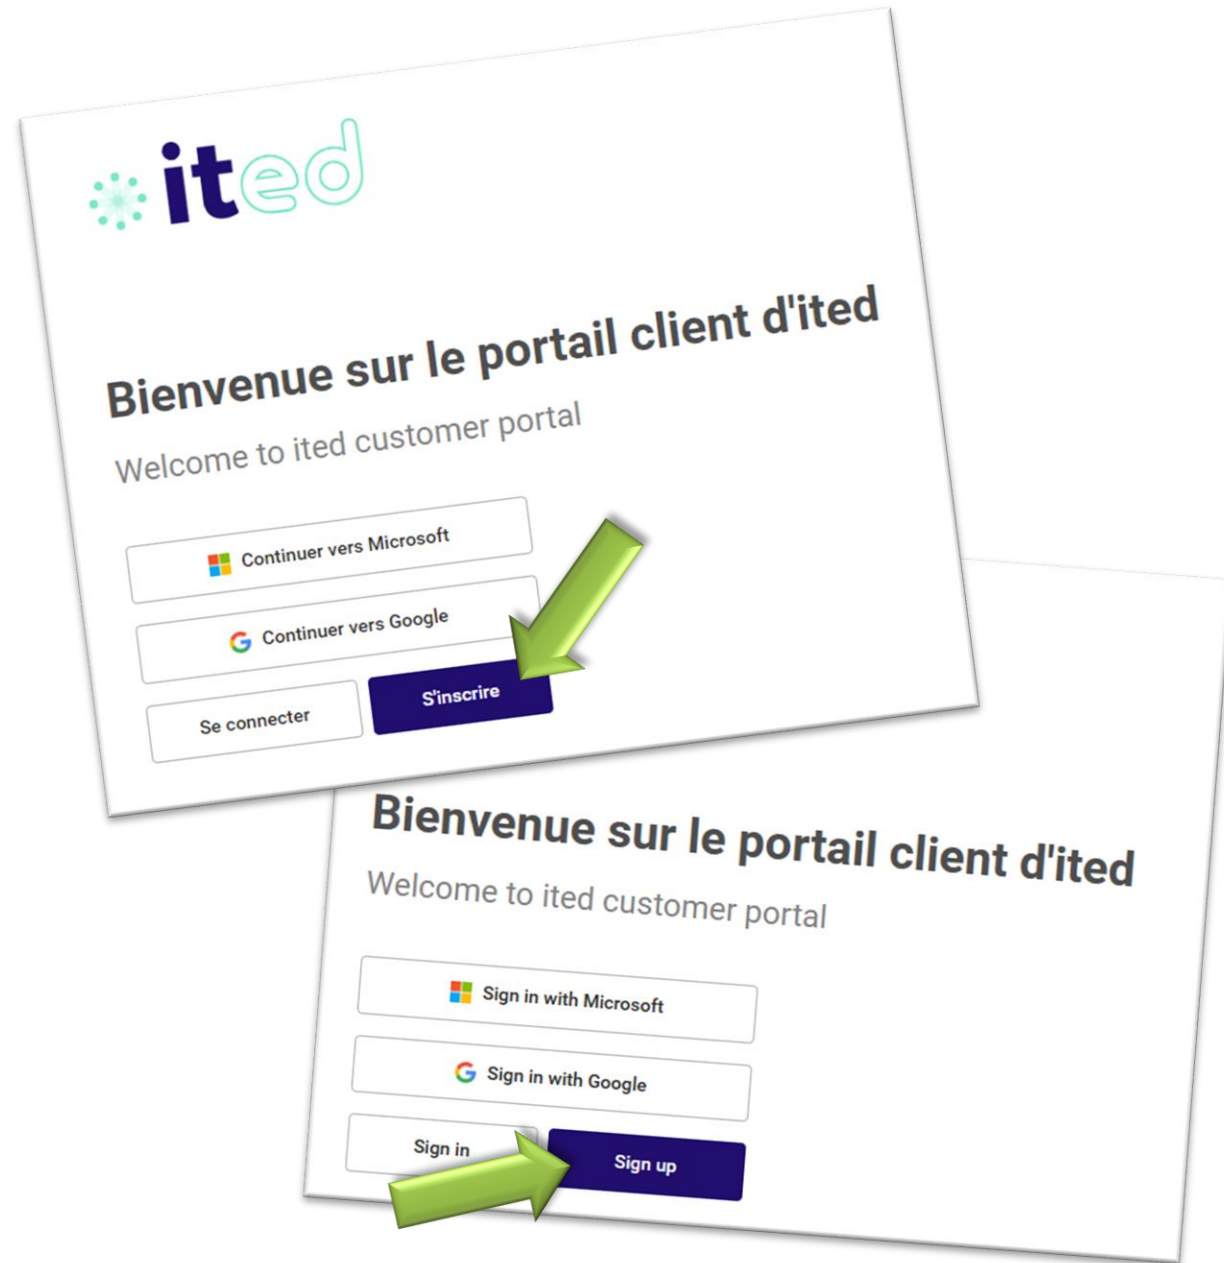 ited
Bienvenue sur le portail client d'ited
Welcome to ited customer portal
Continuer vers Microsoft
Continuer vers Google
Se connecter
S'inscrire
Bienvenue sur le portail client d'ited
Welcome to ited customer portal
Sign in with Microsoft
Sign in with Google
Sign in
Sign up